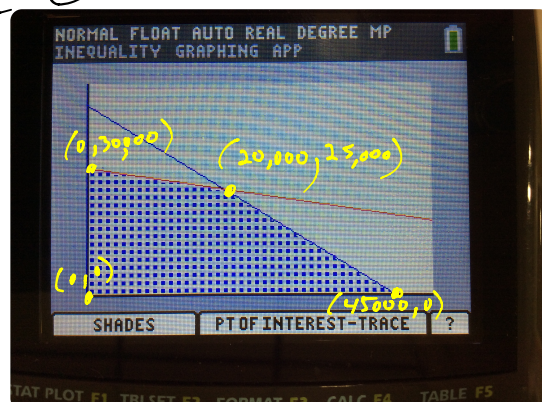 NORMAL FLOAT AUTO REAL DEGREE MP
INEQUALITY GRAPHING APP
(0,30,000)
(20,000, 25,000)
(0,0)
(45000,0)
SHADES PT OF INTEREST-TRACE ?
STAT PLOT F1 TBLSET F2 FORMAT F3 CALC F4 TABLE F5